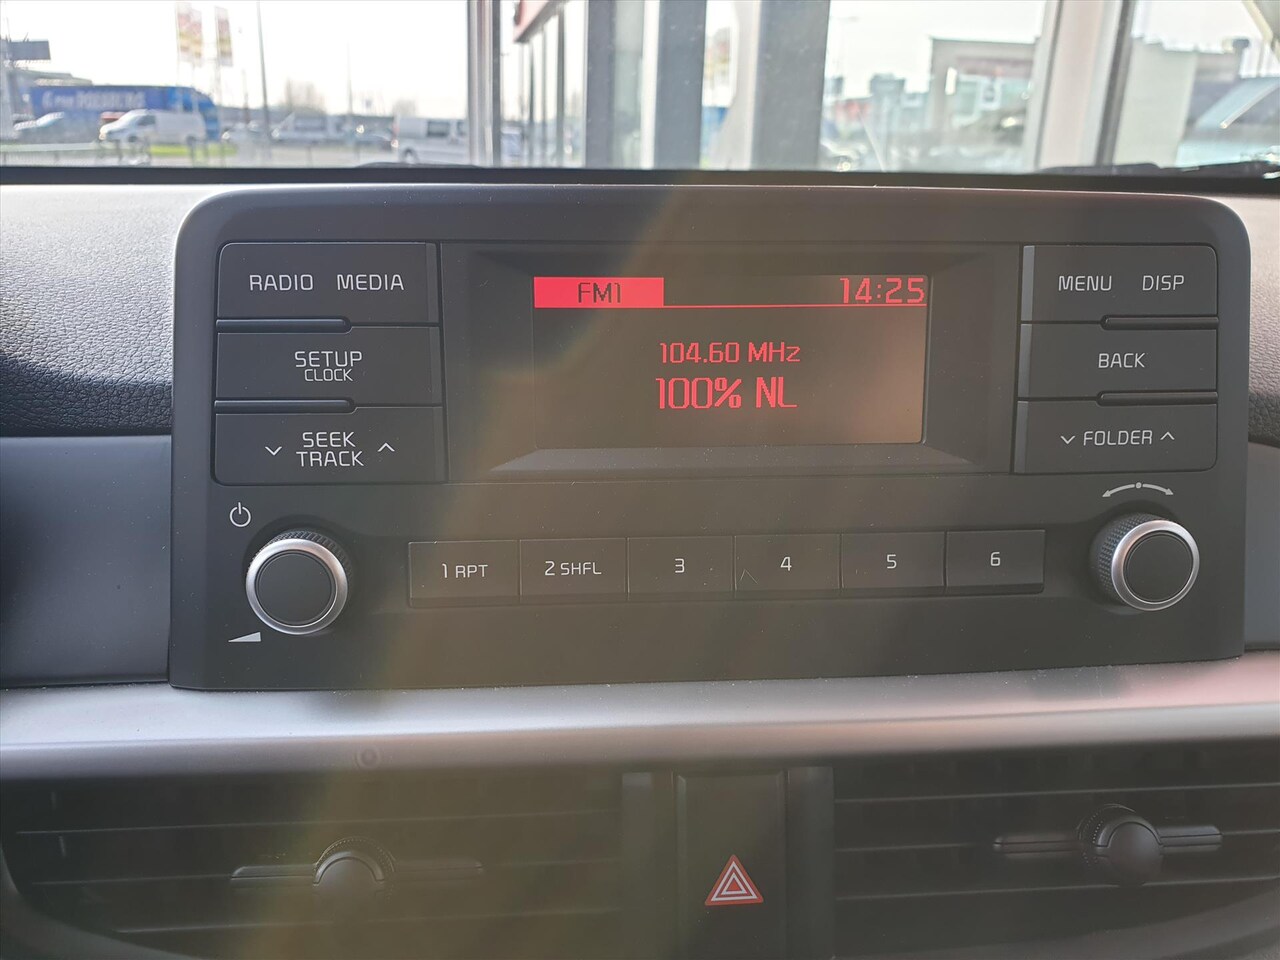 RADIO MEDIA
SETUP
CLOCK
SEEK
TRACK
FM1 14:25
104.60 MHz
100% NL
MENU DISP
BACK
FOLDER
1 RPT
2 SHFL
3
4
5
6